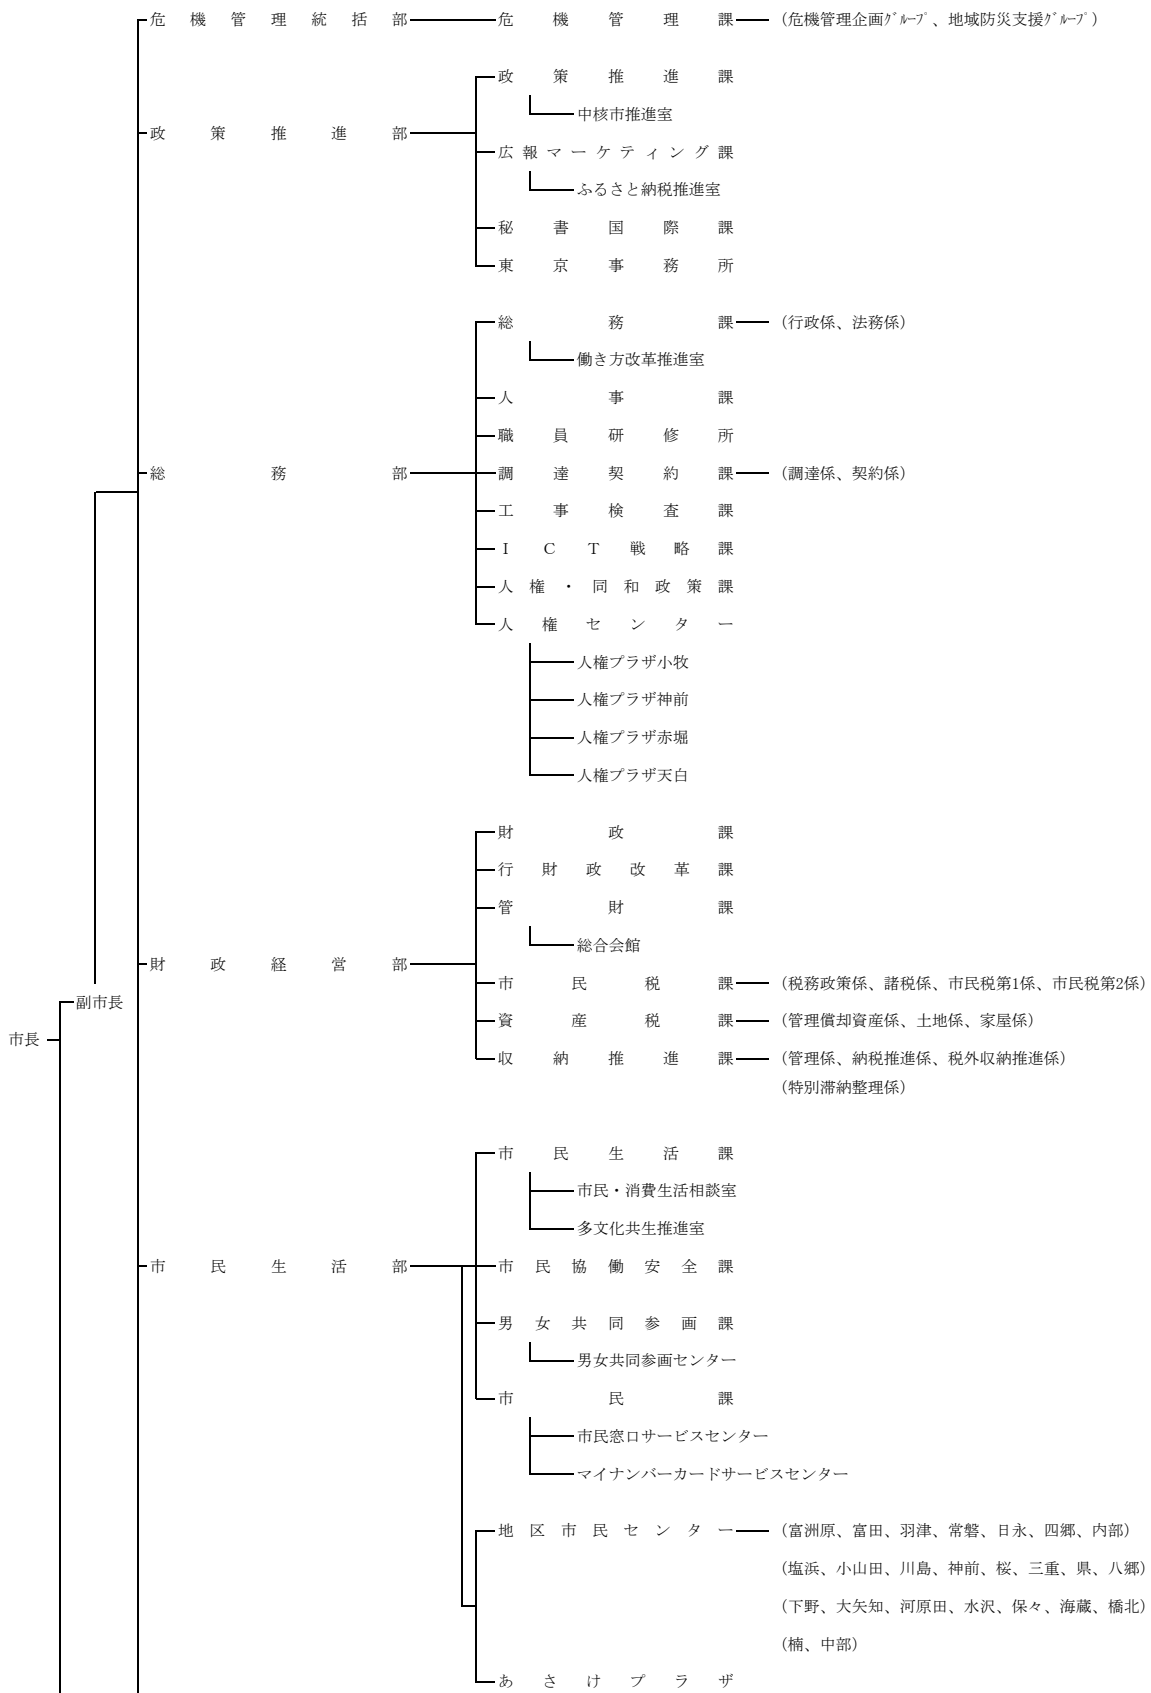 危機管理統括部 危機管理課 (危機管理企画ｸﾞﾙｰﾌﾟ、地域防災支援ｸﾞﾙｰﾌﾟ)
政策推進課
中核市推進室
政策推進部
広報マーケティング課
ふるさと納税推進室
秘書国際課
東京事務所
総務課 (行政係、法務係)
働き方改革推進室
人事課
職員研修所
総務部 調達契約課 (調達係、契約係)
工事検査課
ICT戦略課
人権・同和政策課
人権センター
人権プラザ小牧
人権プラザ神前
人権プラザ赤堀
人権プラザ天白
財政課
行財政改革課
管財課
総合会館
財政経営部
市民税課 (税務政策係、諸税係、市民税第1係、市民税第2係)
副市長
資産税課 (管理償却資産係、土地係、家屋係)
市長
収納推進課 (管理係、納税推進係、税外収納推進係)
(特別滞納整理係)
市民生活課
市民・消費生活相談室
多文化共生推進室
市民生活部 市民協働安全課
男女共同参画課
男女共同参画センター
市民課
市民窓口サービスセンター
マイナンバーカードサービスセンター
地区市民センター (富洲原、富田、羽津、常磐、日永、四郷、内部)
(塩浜、小山田、川島、神前、桜、三重、県、八郷)
(下野、大矢知、河原田、水沢、保々、海蔵、橋北)
(楠、中部)
あさけプラザ